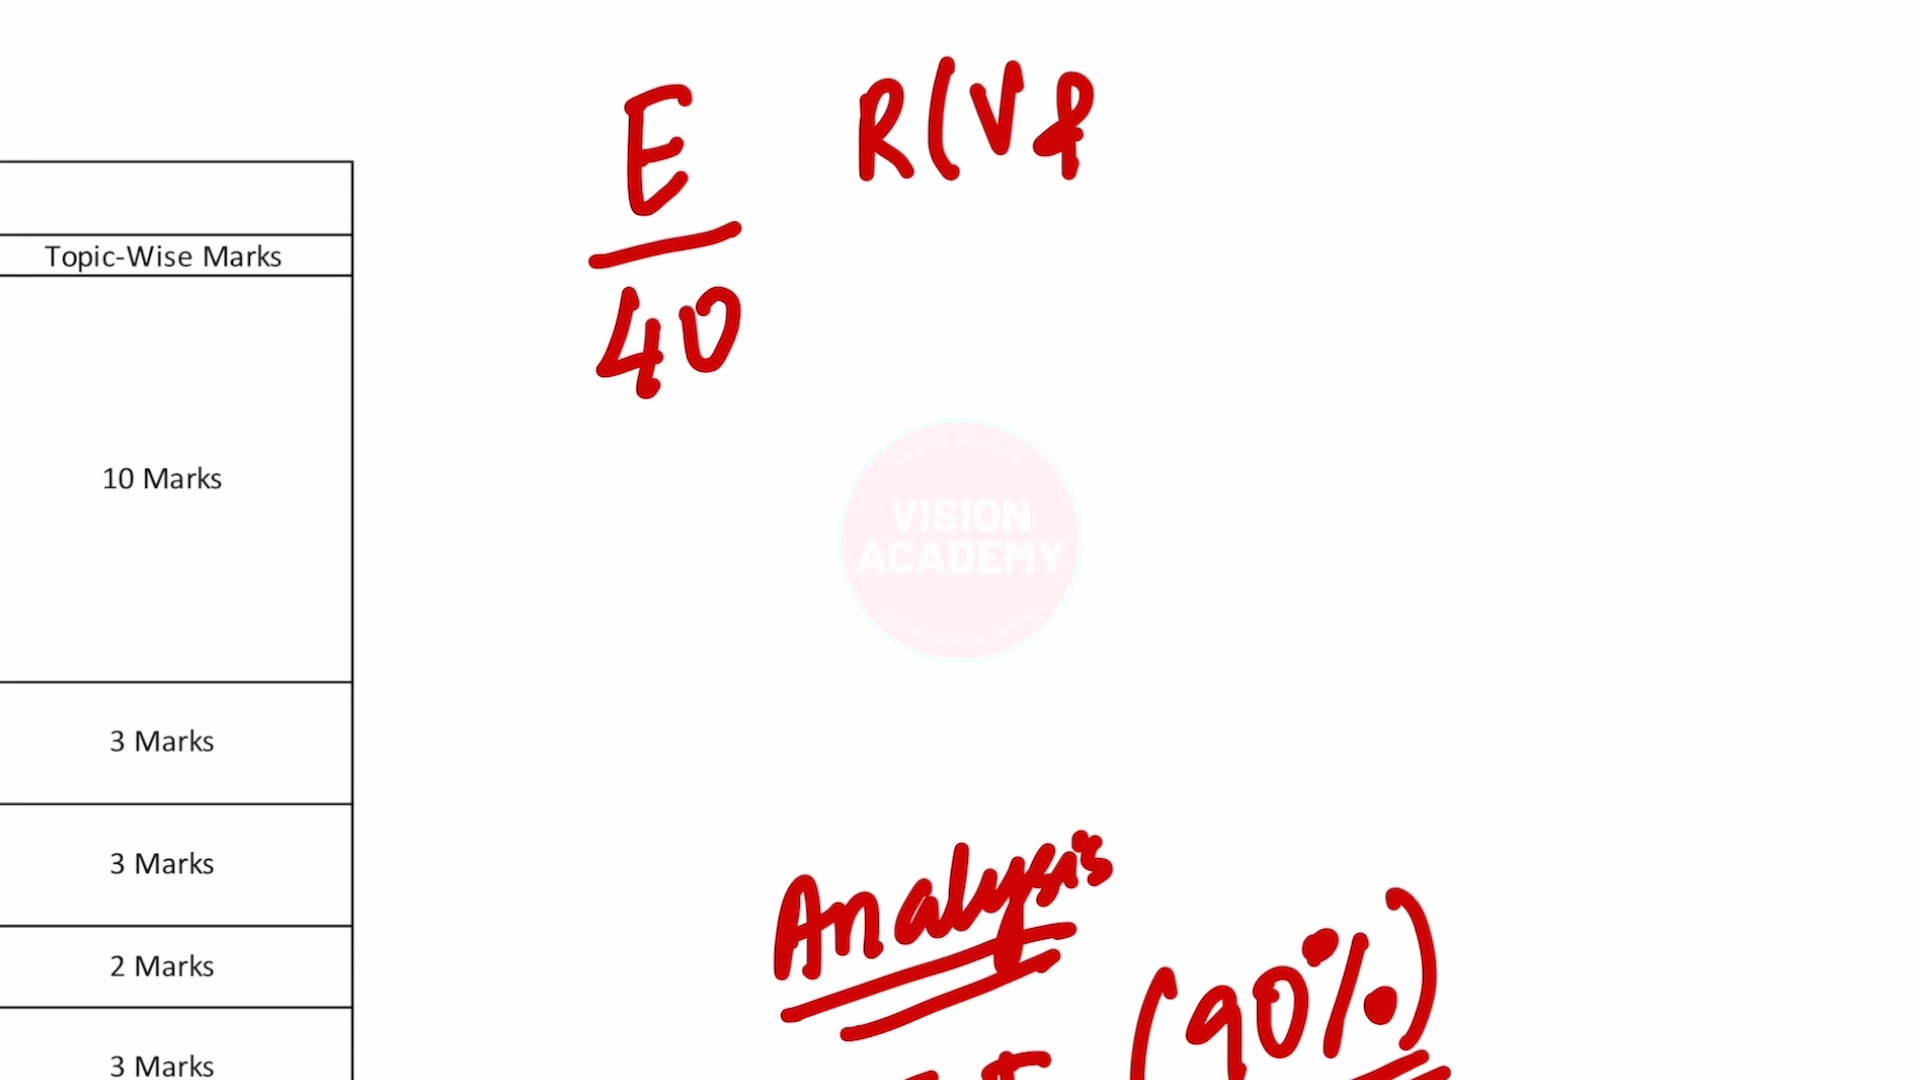 E R(V&
Topic-Wise Marks
40
10 Marks
VISION
ACADEMY
3 Marks
3 Marks
Analysis
2 Marks
(90%)
3 Marks